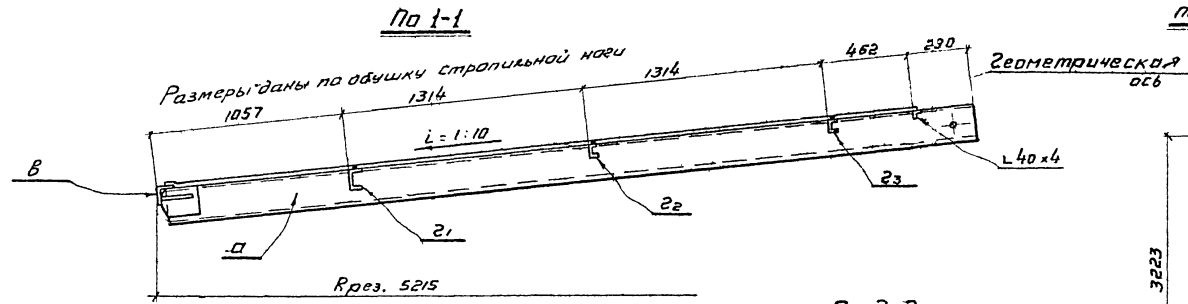 По 1-1
П
Размеры даны по обушку стропильной ноги
1057
1314
1314
462
230
Геометрическая
ось
i = 1:10
в
а
г1
г2
г3
∟40×4
Rрез. 5215
3223